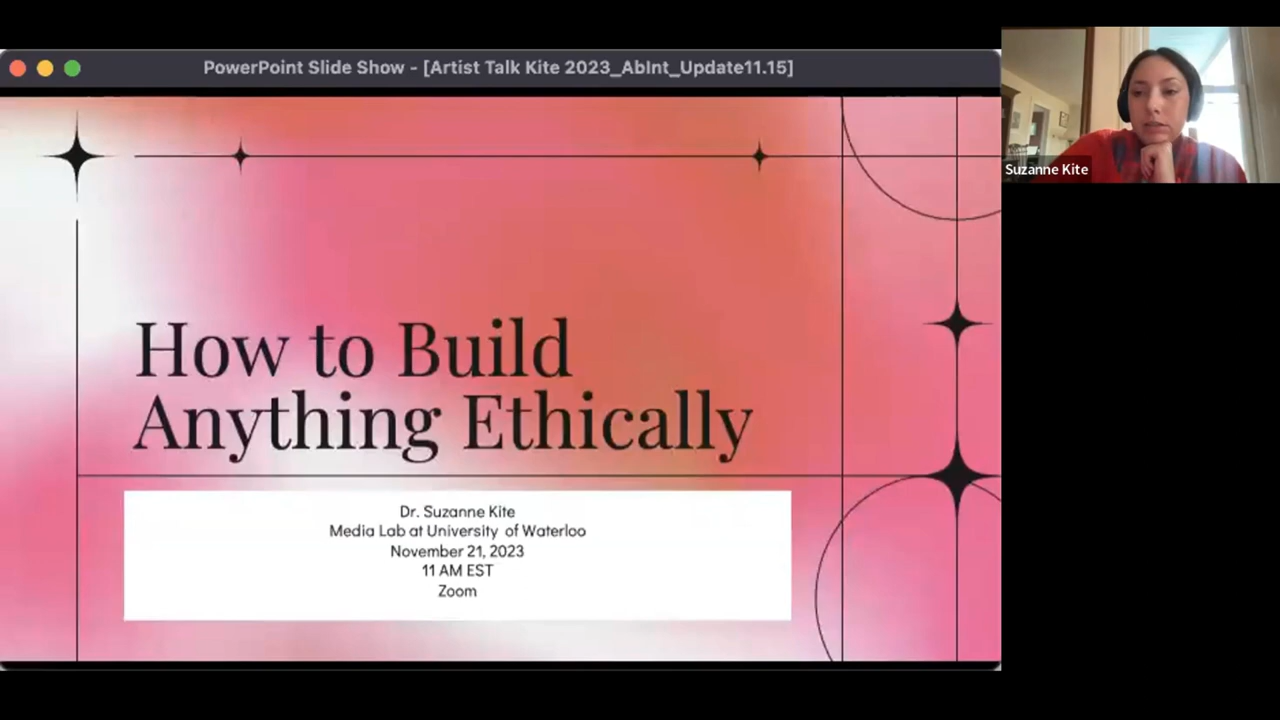 PowerPoint Slide Show - [Artist Talk Kite 2023_AbInt_Update11.15]
Suzanne Kite
How to Build
Anything Ethically
Dr. Suzanne Kite
Media Lab at University of Waterloo
November 21, 2023
11 AM EST
Zoom